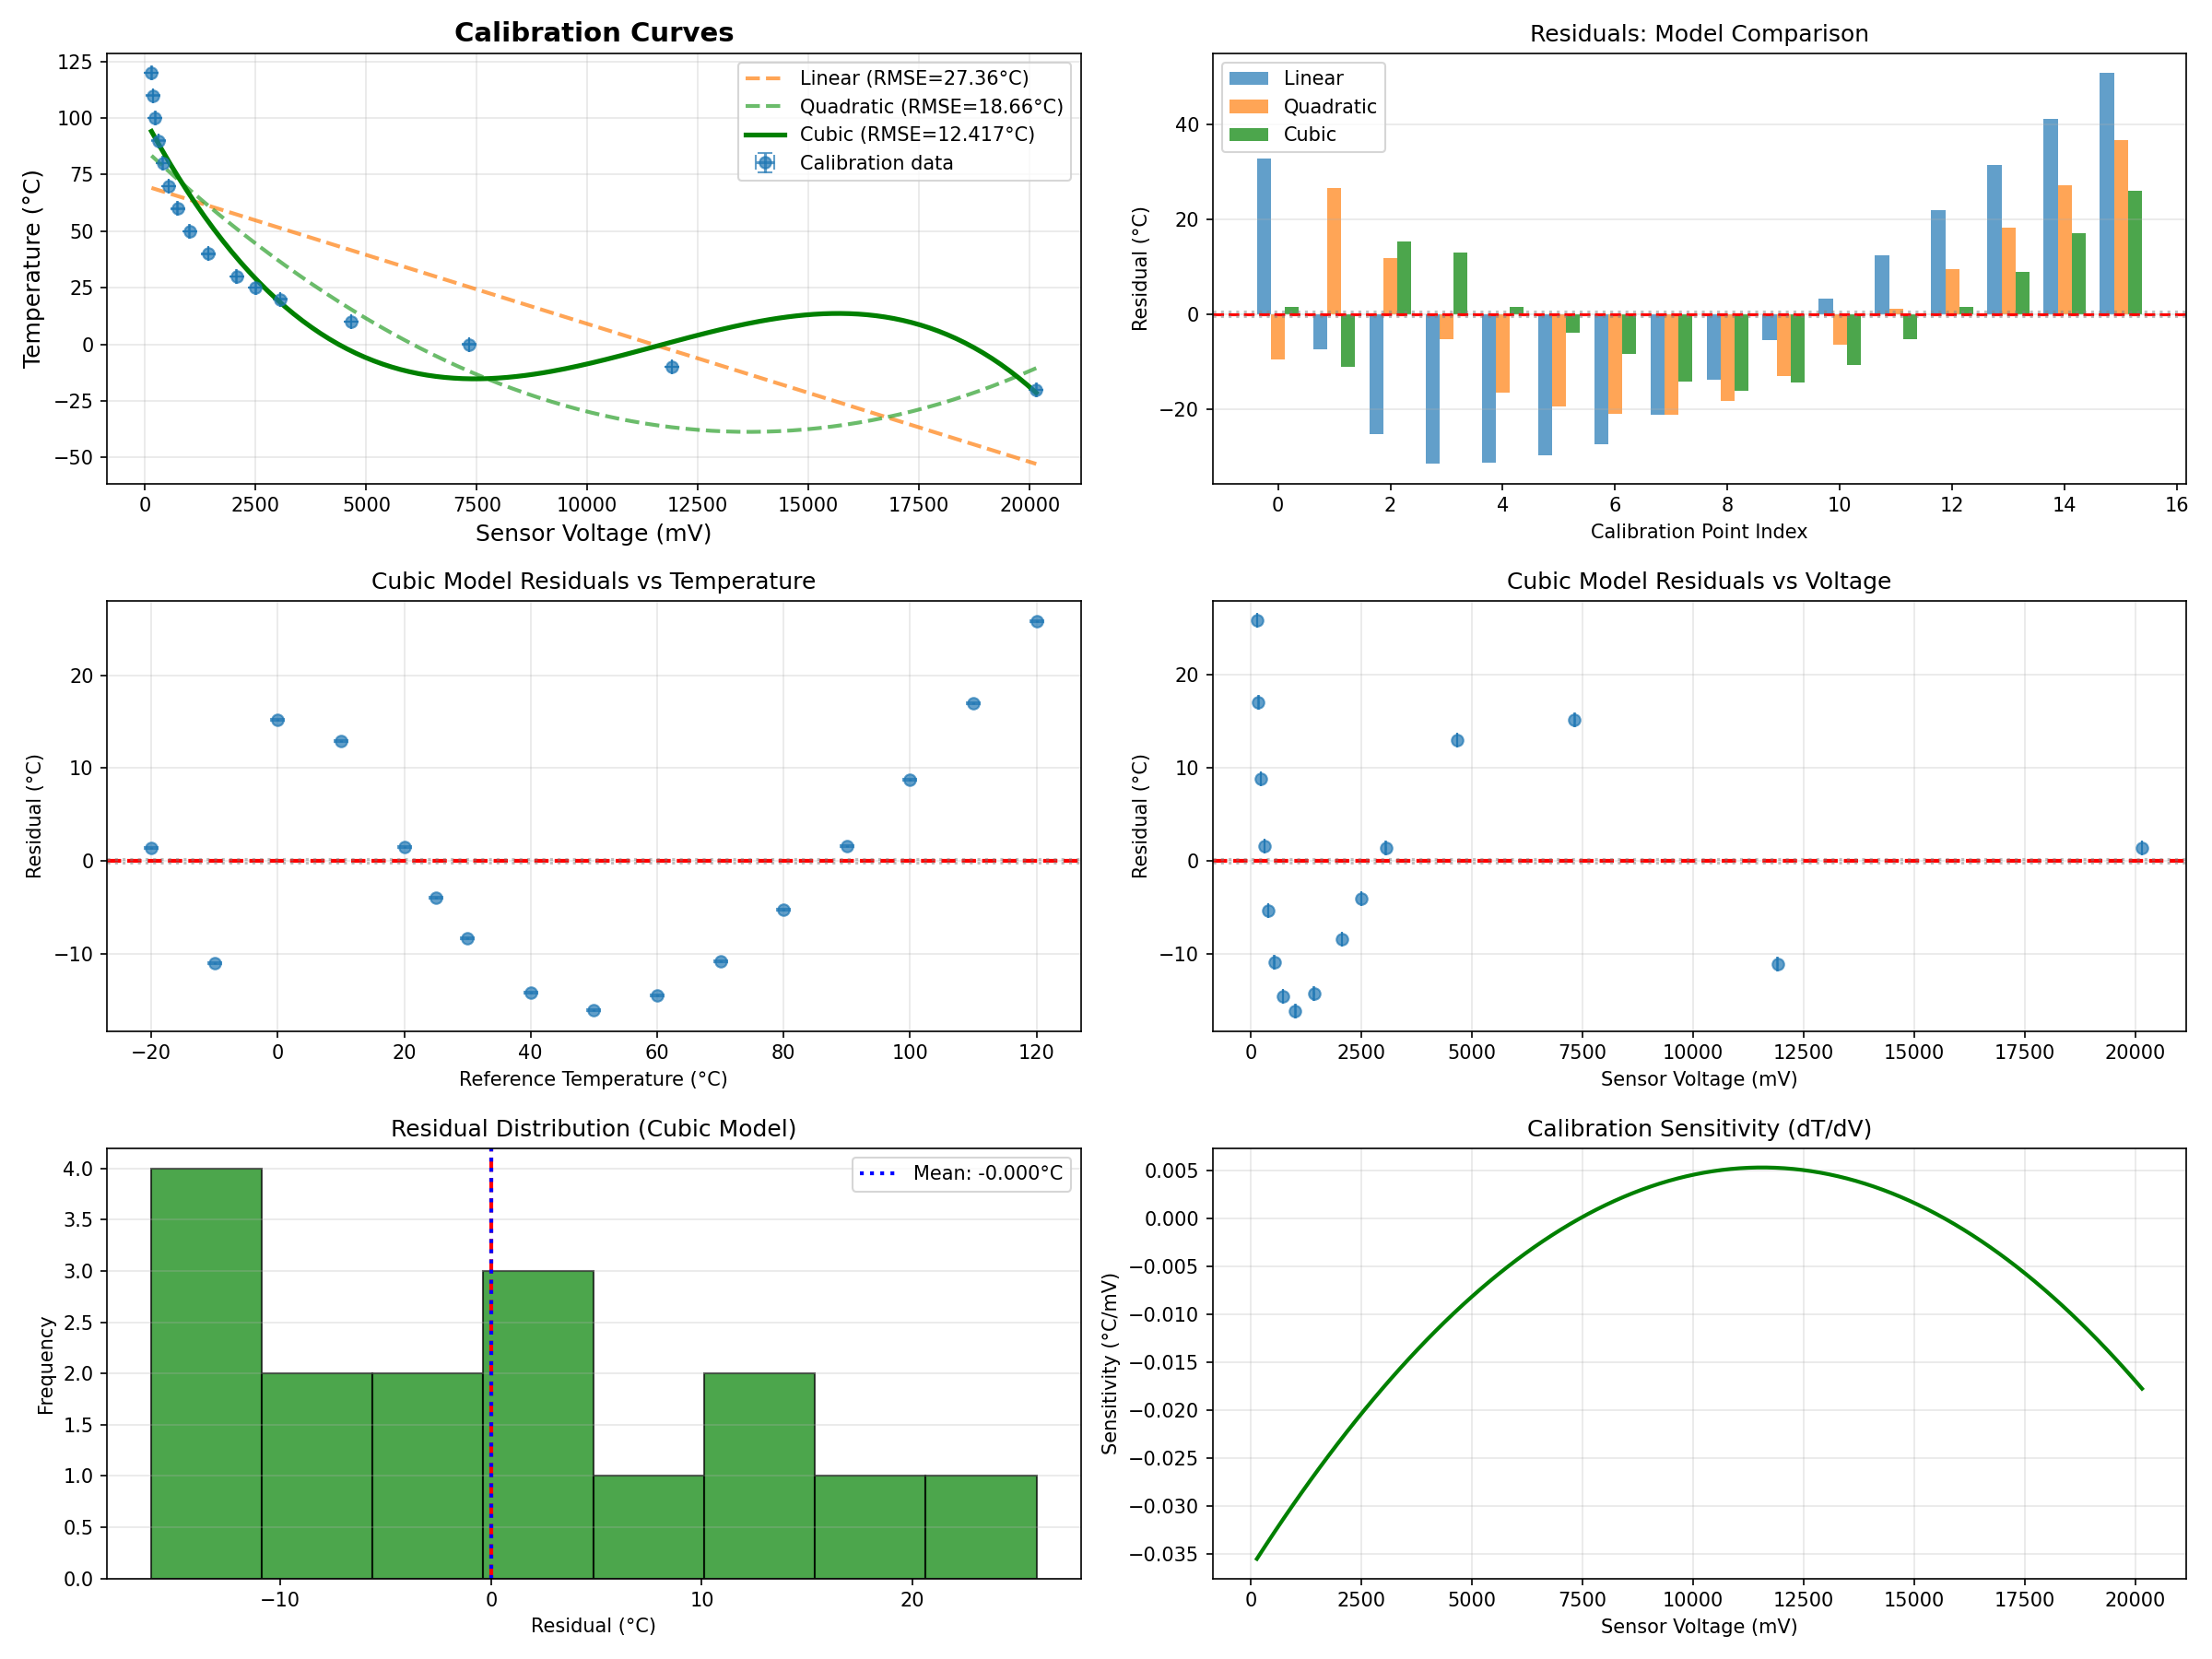 Calibration Curves
Temperature (°C)
125
100
75
50
25
0
−25
−50
Linear (RMSE=27.36°C)
Quadratic (RMSE=18.66°C)
Cubic (RMSE=12.417°C)
Calibration data
0 2500 5000 7500 10000 12500 15000 17500 20000
Sensor Voltage (mV)
Residuals: Model Comparison
Residual (°C)
40
20
0
−20
Linear
Quadratic
Cubic
0 2 4 6 8 10 12 14 16
Calibration Point Index
Cubic Model Residuals vs Temperature
Residual (°C)
20
10
0
−10
−20 0 20 40 60 80 100 120
Reference Temperature (°C)
Cubic Model Residuals vs Voltage
Residual (°C)
20
10
0
−10
0 2500 5000 7500 10000 12500 15000 17500 20000
Sensor Voltage (mV)
Residual Distribution (Cubic Model)
Frequency
4.0
3.5
3.0
2.5
2.0
1.5
1.0
0.5
0.0
Mean: -0.000°C
−10 0 10 20
Residual (°C)
Calibration Sensitivity (dT/dV)
Sensitivity (°C/mV)
0.005
0.000
−0.005
−0.010
−0.015
−0.020
−0.025
−0.030
−0.035
0 2500 5000 7500 10000 12500 15000 17500 20000
Sensor Voltage (mV)